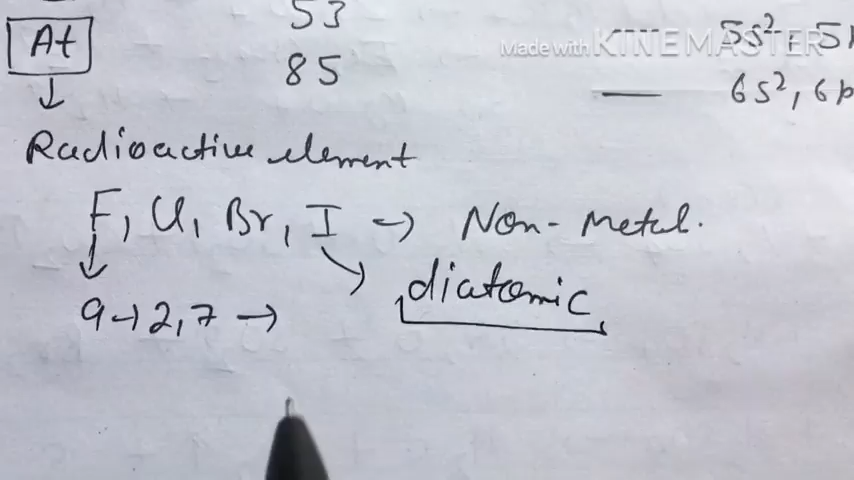 53
At 85
Made with KINEMASTER
5s², 5p
6s², 6p
Radioactive element
F, Cl, Br, I → Non-metal.
diatomic
9→2,7→